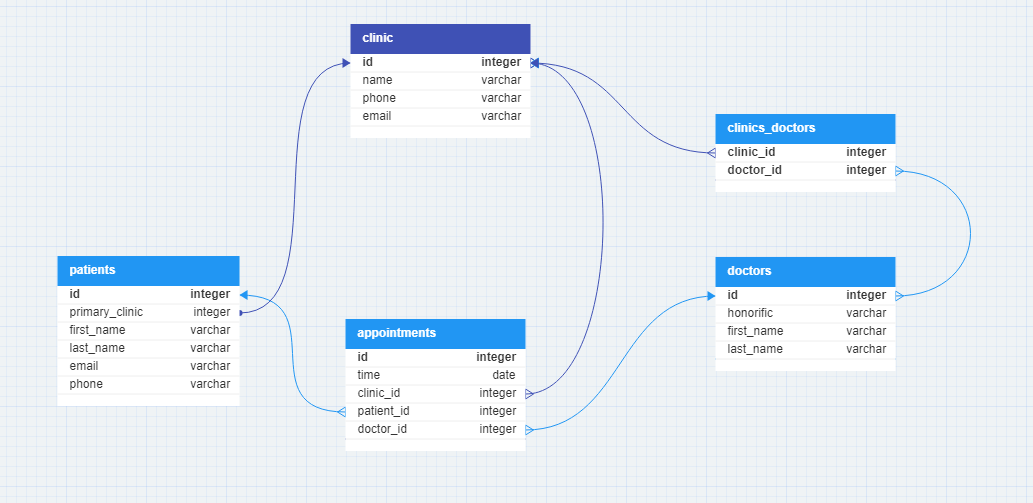 clinic
id integer
name varchar
phone varchar
email varchar
clinics_doctors
clinic_id integer
doctor_id integer
patients
id integer
primary_clinic integer
first_name varchar
last_name varchar
email varchar
phone varchar
appointments
id integer
time date
clinic_id integer
patient_id integer
doctor_id integer
doctors
id integer
honorific varchar
first_name varchar
last_name varchar